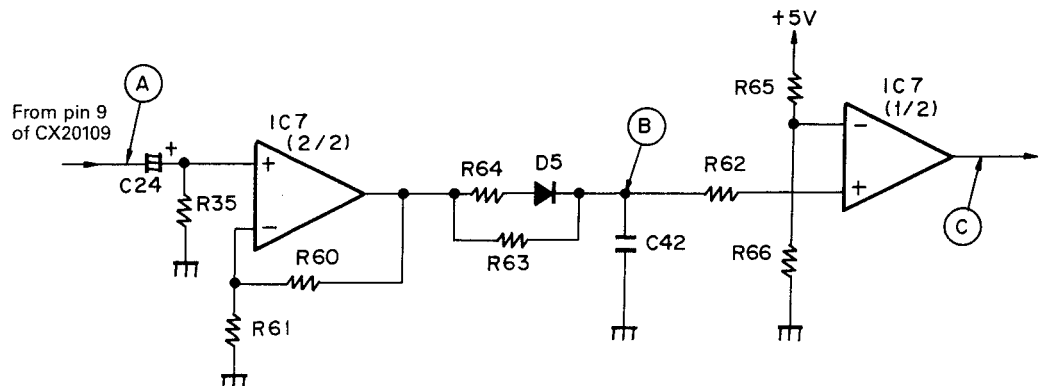 +5V
A
From pin 9
of CX20109
C24
+
R35
IC7
(2/2)
+
−
R60
R61
R64
D5
R63
B
C42
R62
R65
R66
IC7
(1/2)
−
+
C